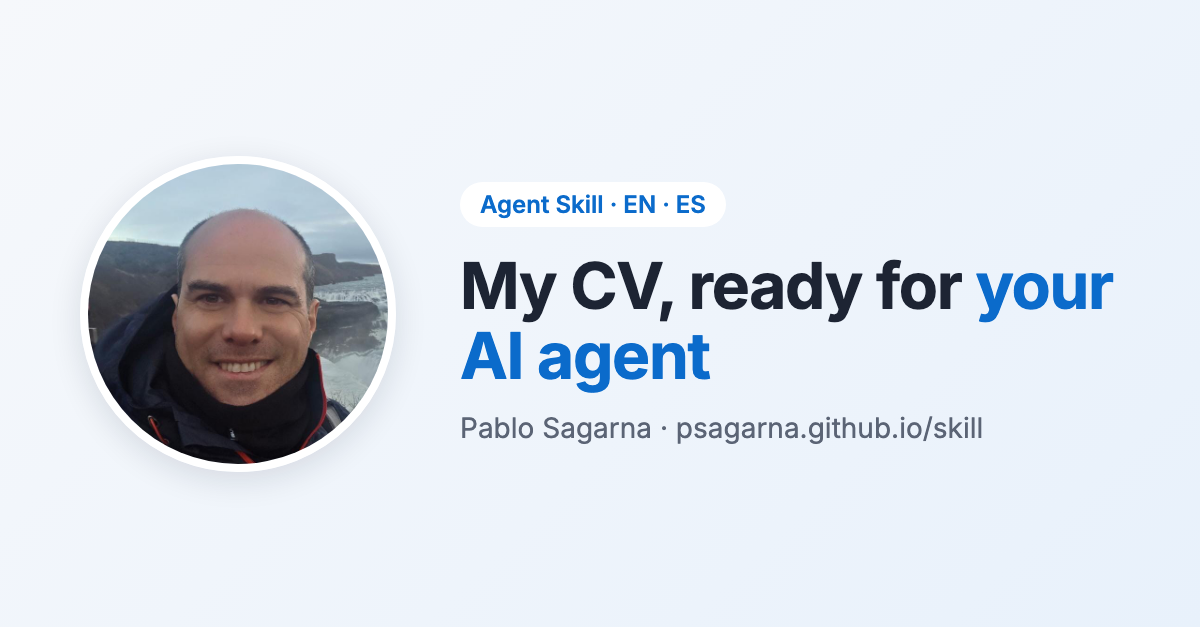 Agent Skill · EN · ES
My CV, ready for your
AI agent
Pablo Sagarna · psagarna.github.io/skill